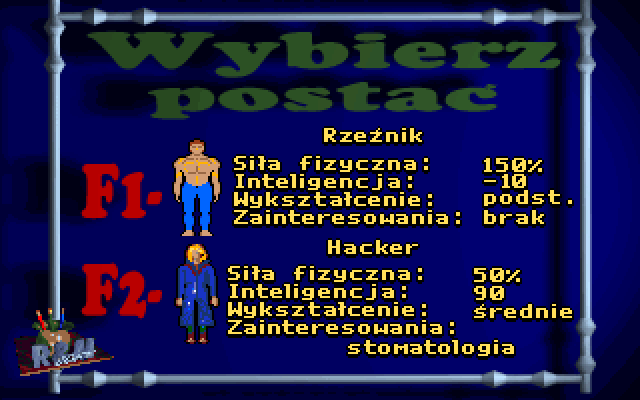 Wybierz
postać
Rzeźnik
F1-
Siła fizyczna: 150%
Inteligencja: -10
Wykształcenie: podst.
Zainteresowania: brak
Hacker
F2-
Siła fizyczna: 50%
Inteligencja: 90
Wykształcenie: średnie
Zainteresowania:
stomatologia